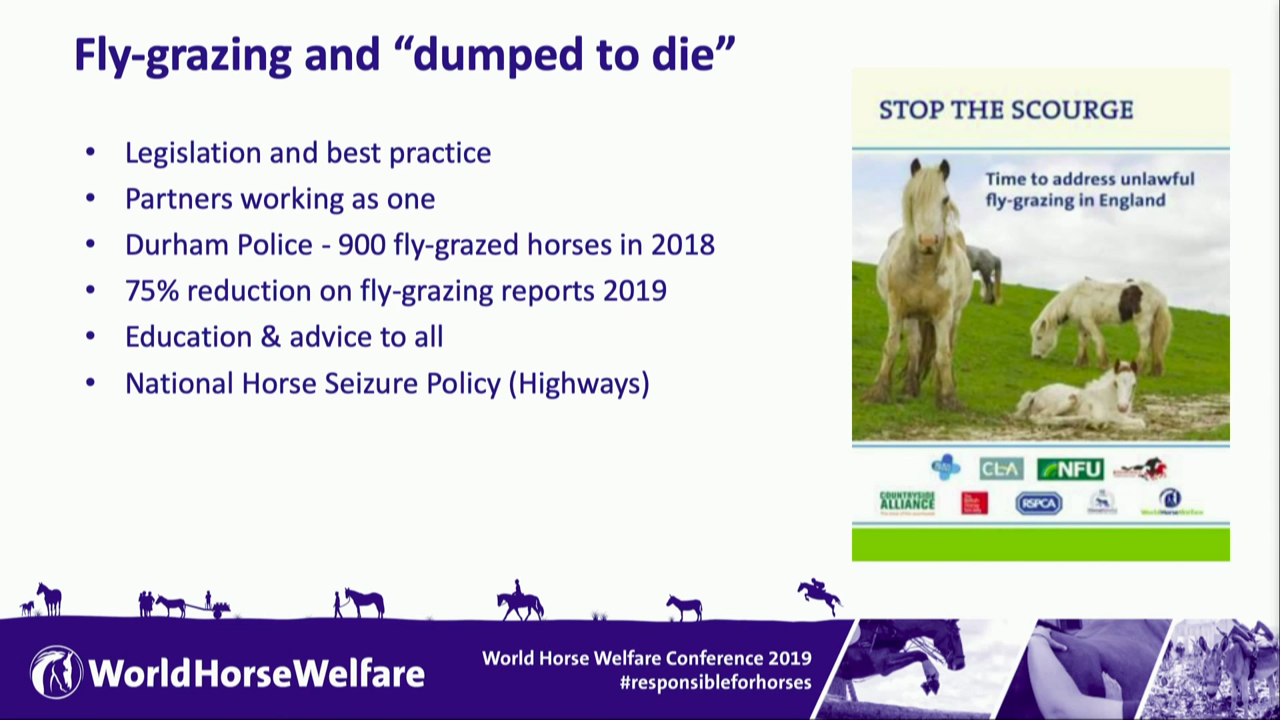 Fly-grazing and “dumped to die”
• Legislation and best practice
• Partners working as one
• Durham Police - 900 fly-grazed horses in 2018
• 75% reduction on fly-grazing reports 2019
• Education & advice to all
• National Horse Seizure Policy (Highways)
STOP THE SCOURGE
Time to address unlawful
fly-grazing in England
CLA
NFU
COUNTRYSIDE
ALLIANCE
RSPCA
WorldHorseWelfare
WorldHorseWelfare
World Horse Welfare Conference 2019
#responsibleforhorses